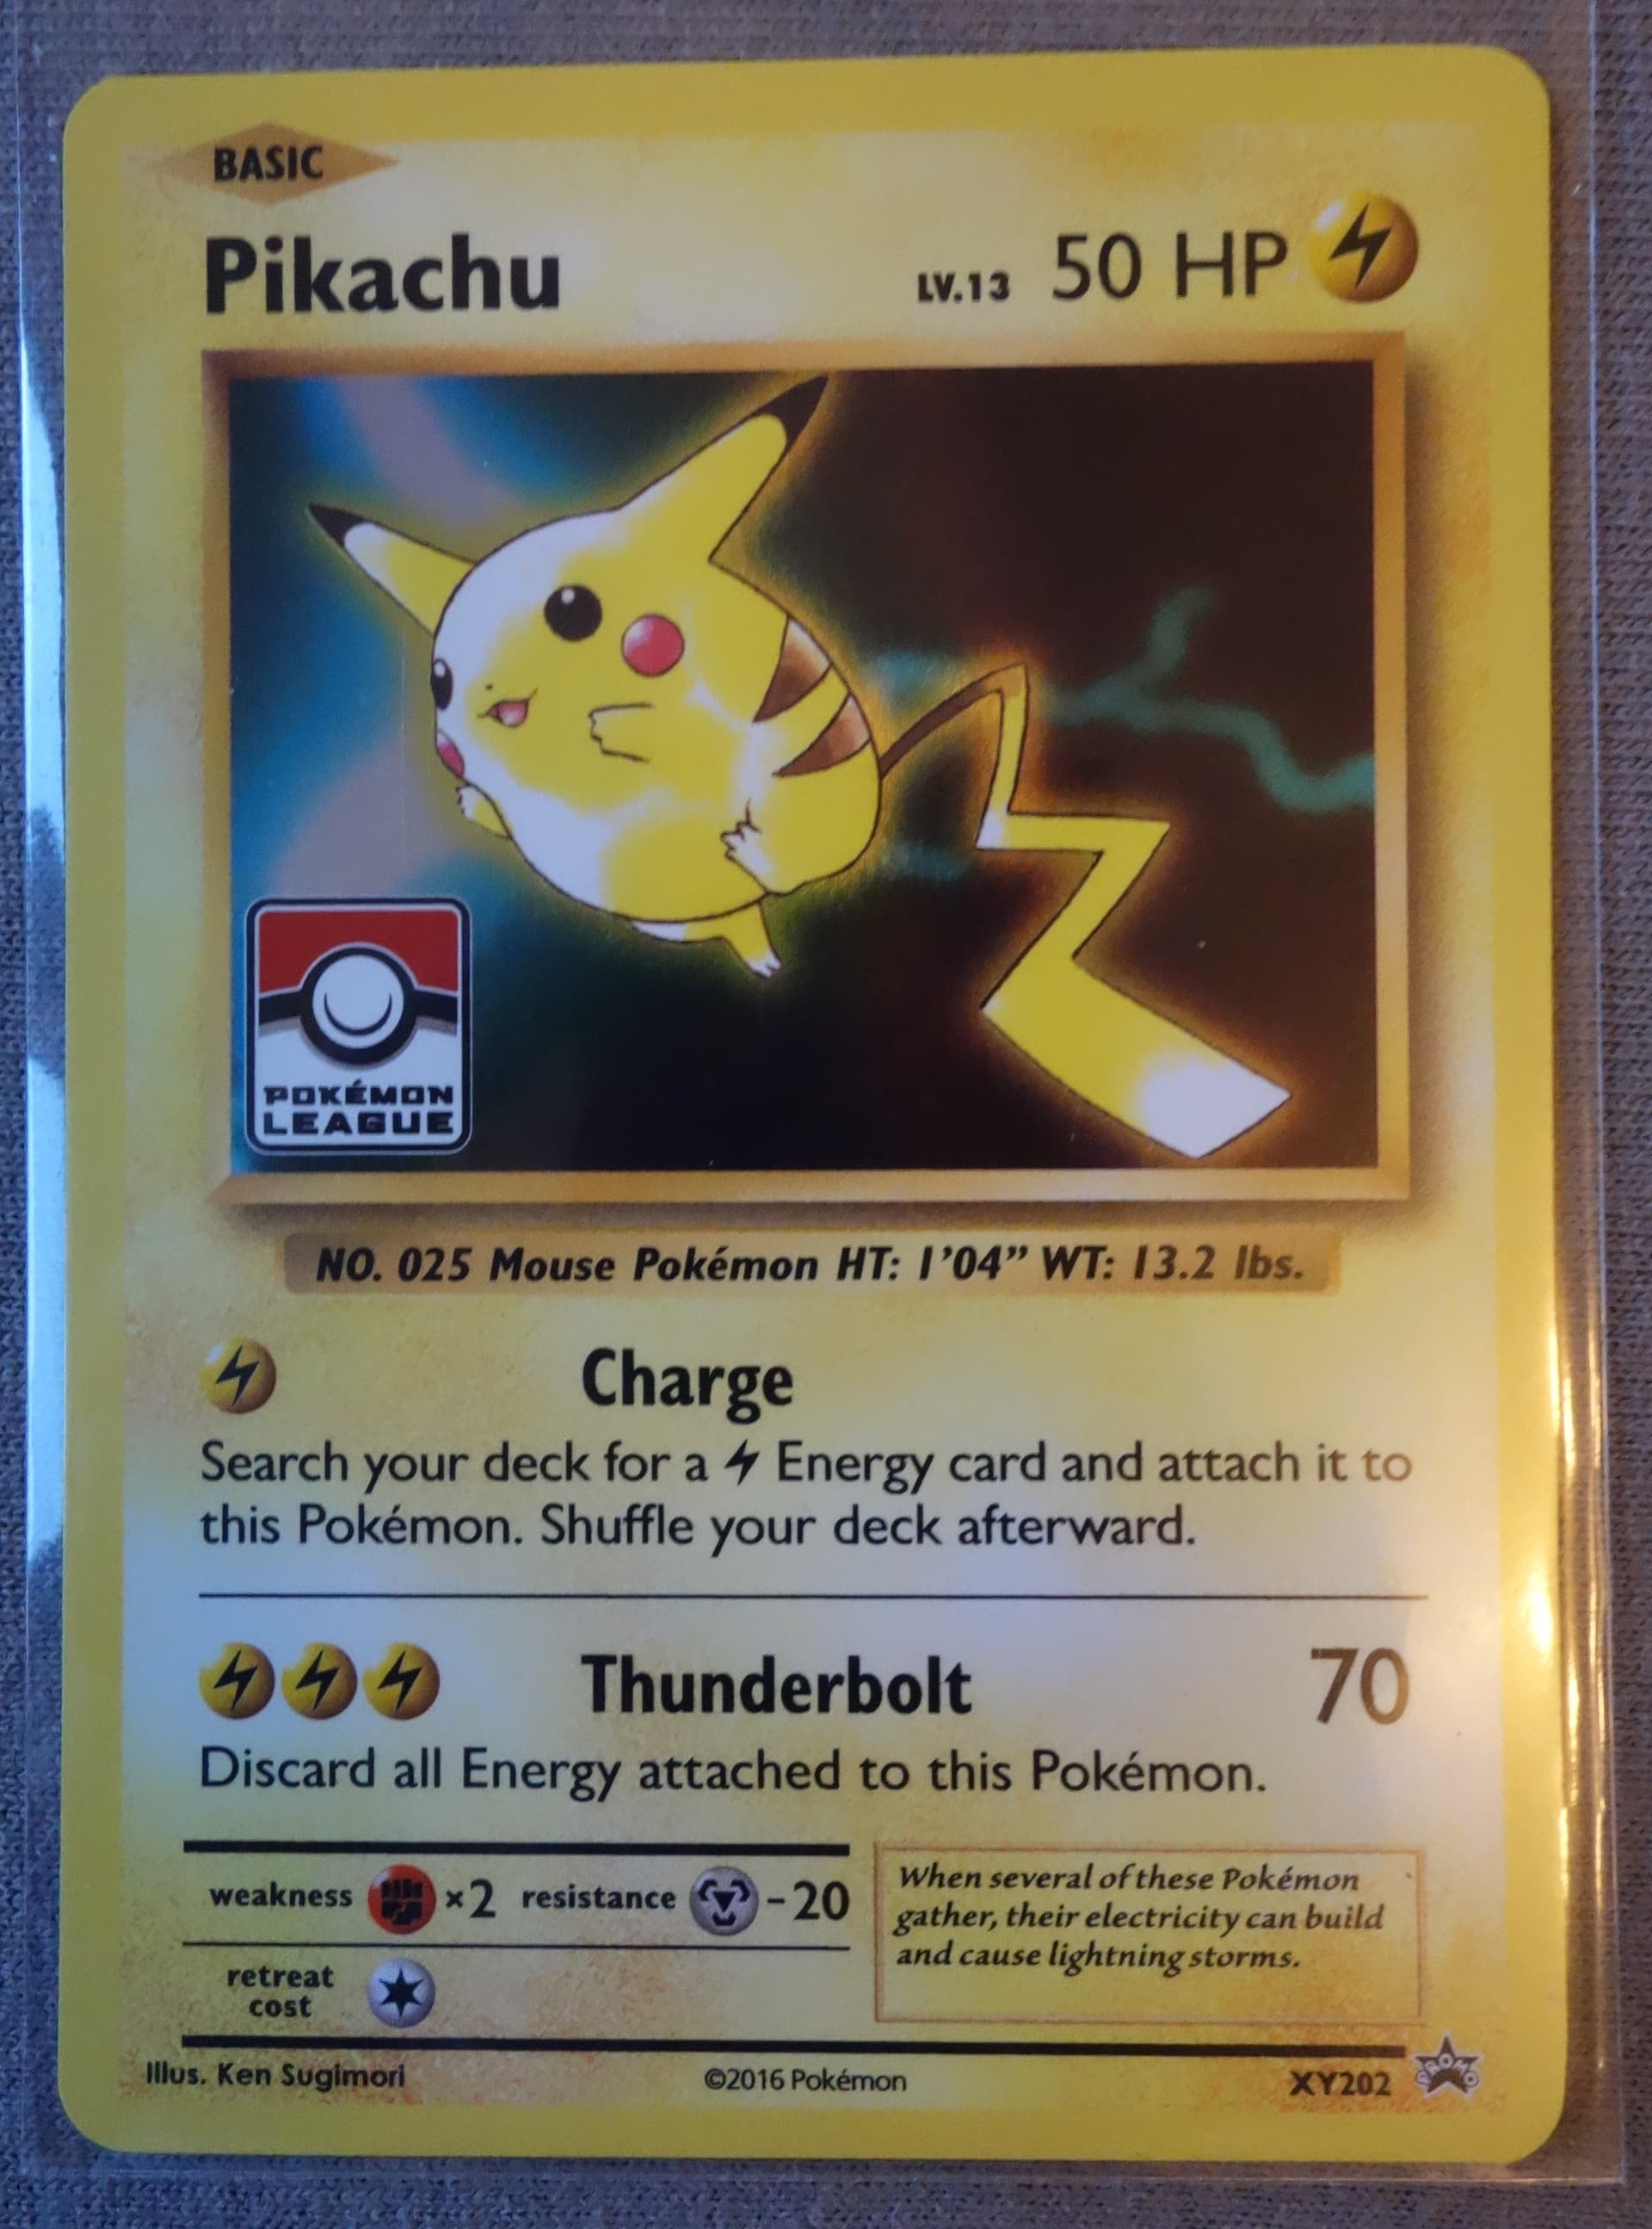 BASIC
Pikachu LV.13 50 HP
POKÉMON
LEAGUE
NO. 025 Mouse Pokémon HT: 1’04” WT: 13.2 lbs.
Charge
Search your deck for a Energy card and attach it to
this Pokémon. Shuffle your deck afterward.
Thunderbolt 70
Discard all Energy attached to this Pokémon.
weakness ×2 resistance -20
retreat
cost
When several of these Pokémon
gather, their electricity can build
and cause lightning storms.
Illus. Ken Sugimori ©2016 Pokémon XY202 PROMO